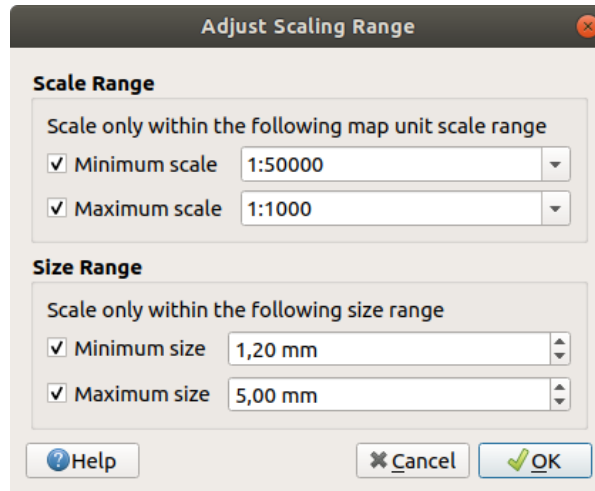 Adjust Scaling Range
Scale Range
Scale only within the following map unit scale range
Minimum scale 1:50000
Maximum scale 1:1000
Size Range
Scale only within the following size range
Minimum size 1,20 mm
Maximum size 5,00 mm
Help Cancel OK